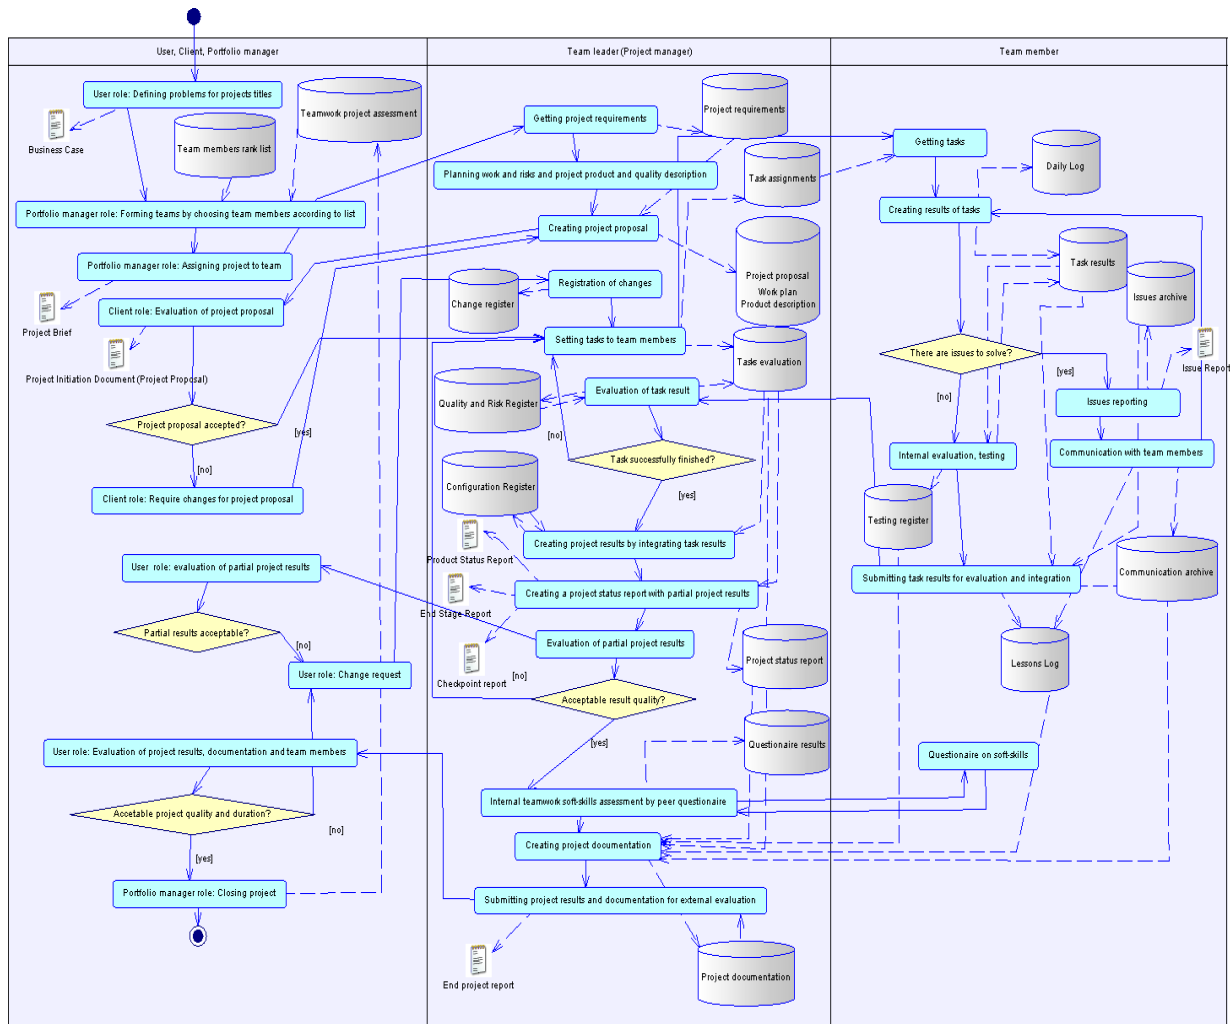 User, Client, Portfolio manager
Team leader (Project manager)
Team member
User role: Defining problems for projects titles
Business Case
Teamwork project assessment
Team members rank list
Portfolio manager role: Forming teams by choosing team members according to list
Portfolio manager role: Assigning project to team
Project Brief
Client role: Evaluation of project proposal
Project Initiation Document (Project Proposal)
Project proposal accepted?
[yes]
[no]
Client role: Require changes for project proposal
User role: evaluation of partial project results
Partial results acceptable?
[no]
User role: Change request
User role: Evaluation of project results, documentation and team members
Accetable project quality and duration?
[no]
[yes]
Portfolio manager role: Closing project
Getting project requirements
Project requirements
Planning work and risks and project product and quality description
Task assignments
Creating project proposal
Project proposal
Work plan
Product description
Registration of changes
Change register
Setting tasks to team members
Task evaluation
Evaluation of task result
Quality and Risk Register
[no]
Task successfully finished?
[yes]
Configuration Register
Creating project results by integrating task results
Product Status Report
Creating a project status report with partial project results
End Stage Report
Evaluation of partial project results
Project status report
Checkpoint report
[no]
Acceptable result quality?
[yes]
Questionaire results
Internal teamwork soft-skills assessment by peer questionaire
Creating project documentation
Submitting project results and documentation for external evaluation
End project report
Project documentation
Getting tasks
Daily Log
Creating results of tasks
Task results
Issues archive
There are issues to solve?
[yes]
Issue Report
[no]
Issues reporting
Internal evaluation, testing
Communication with team members
Testing register
Submitting task results for evaluation and integration
Communication archive
Lessons Log
Questionaire on soft-skills